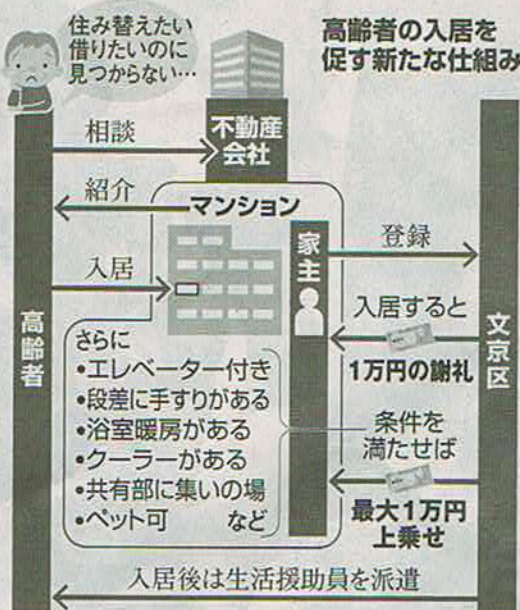 住み替えたい
借りたいのに
見つからない…
高齢者の入居を
促す新たな仕組み
不動産
会社
相談
紹介
マンション
家主
登録
入居
入居すると
1万円の謝礼
高齢者
文京区
さらに
•エレベーター付き
•段差に手すりがある
•浴室暖房がある
•クーラーがある
•共有部に集いの場
•ペット可 など
条件を
満たせば
最大1万円
上乗せ
入居後は生活援助員を派遣